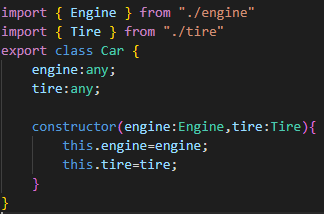 import { Engine } from "./engine"
import { Tire } from "./tire"
export class Car {
    engine:any;
    tire:any;
    constructor(engine:Engine,tire:Tire){
        this.engine=engine;
        this.tire=tire;
    }
}